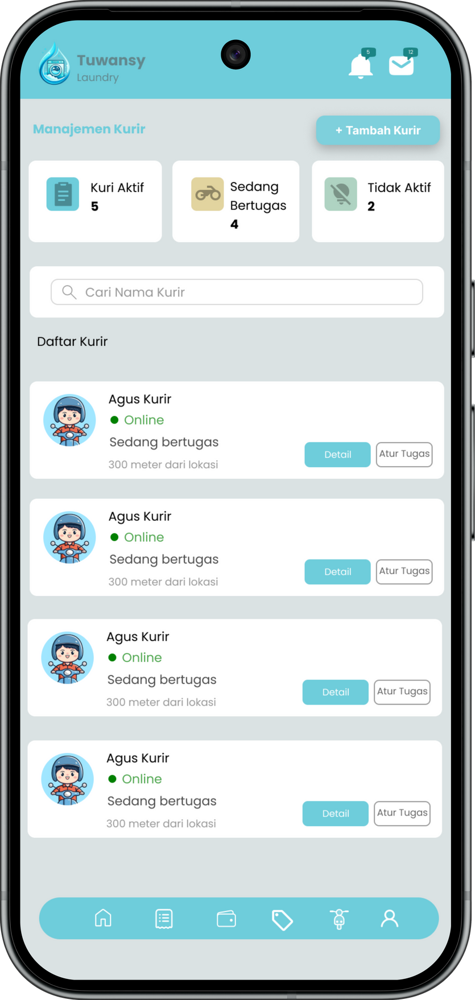 Tuwansy
Laundry
5
12
Manajemen Kurir
+ Tambah Kurir
Kuri Aktif
5
Sedang
Bertugas
4
Tidak Aktif
2
Cari Nama Kurir
Daftar Kurir
Agus Kurir
Online
Sedang bertugas
300 meter dari lokasi
Detail
Atur Tugas
Agus Kurir
Online
Sedang bertugas
300 meter dari lokasi
Detail
Atur Tugas
Agus Kurir
Online
Sedang bertugas
300 meter dari lokasi
Detail
Atur Tugas
Agus Kurir
Online
Sedang bertugas
300 meter dari lokasi
Detail
Atur Tugas